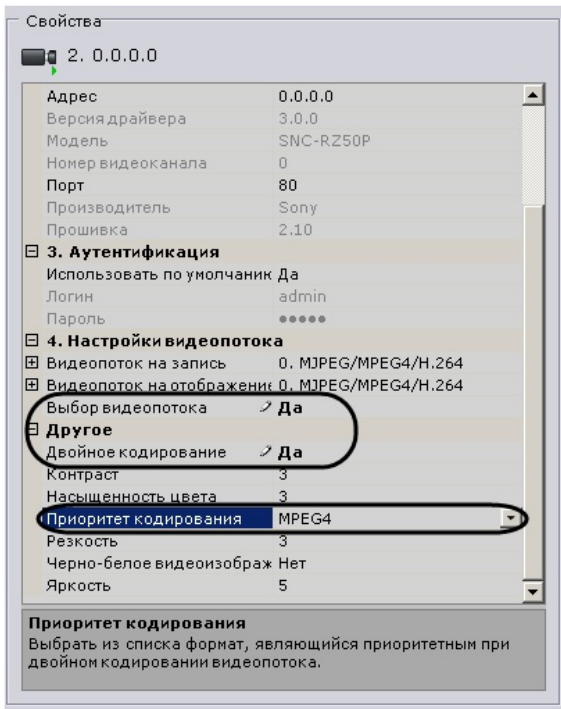 Свойства
2. 0.0.0.0
Адрес 0.0.0.0
Версия драйвера 3.0.0
Модель SNC-RZ50P
Номер видеоканала 0
Порт 80
Производитель Sony
Прошивка 2.10
3. Аутентификация
Использовать по умолчаник Да
Логин admin
Пароль •••••
4. Настройки видеопотока
Видеопоток на запись 0. MJPEG/MPEG4/H.264
Видеопоток на отображение 0. MJPEG/MPEG4/H.264
Выбор видеопотока Да
Другое
Двойное кодирование Да
Контраст 3
Насыщенность цвета 3
Приоритет кодирования MPEG4
Резкость 3
Черно-белое видеоизображ Нет
Яркость 5
Приоритет кодирования
Выбрать из списка формат, являющийся приоритетным при
двойном кодировании видеопотока.